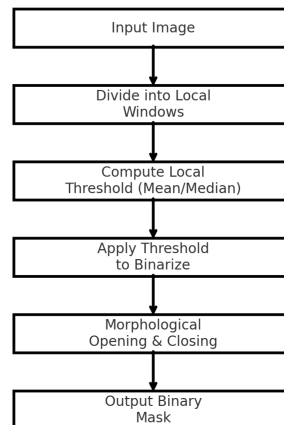 Input Image
Divide into Local
Windows
Compute Local
Threshold (Mean/Median)
Apply Threshold
to Binarize
Morphological
Opening & Closing
Output Binary
Mask